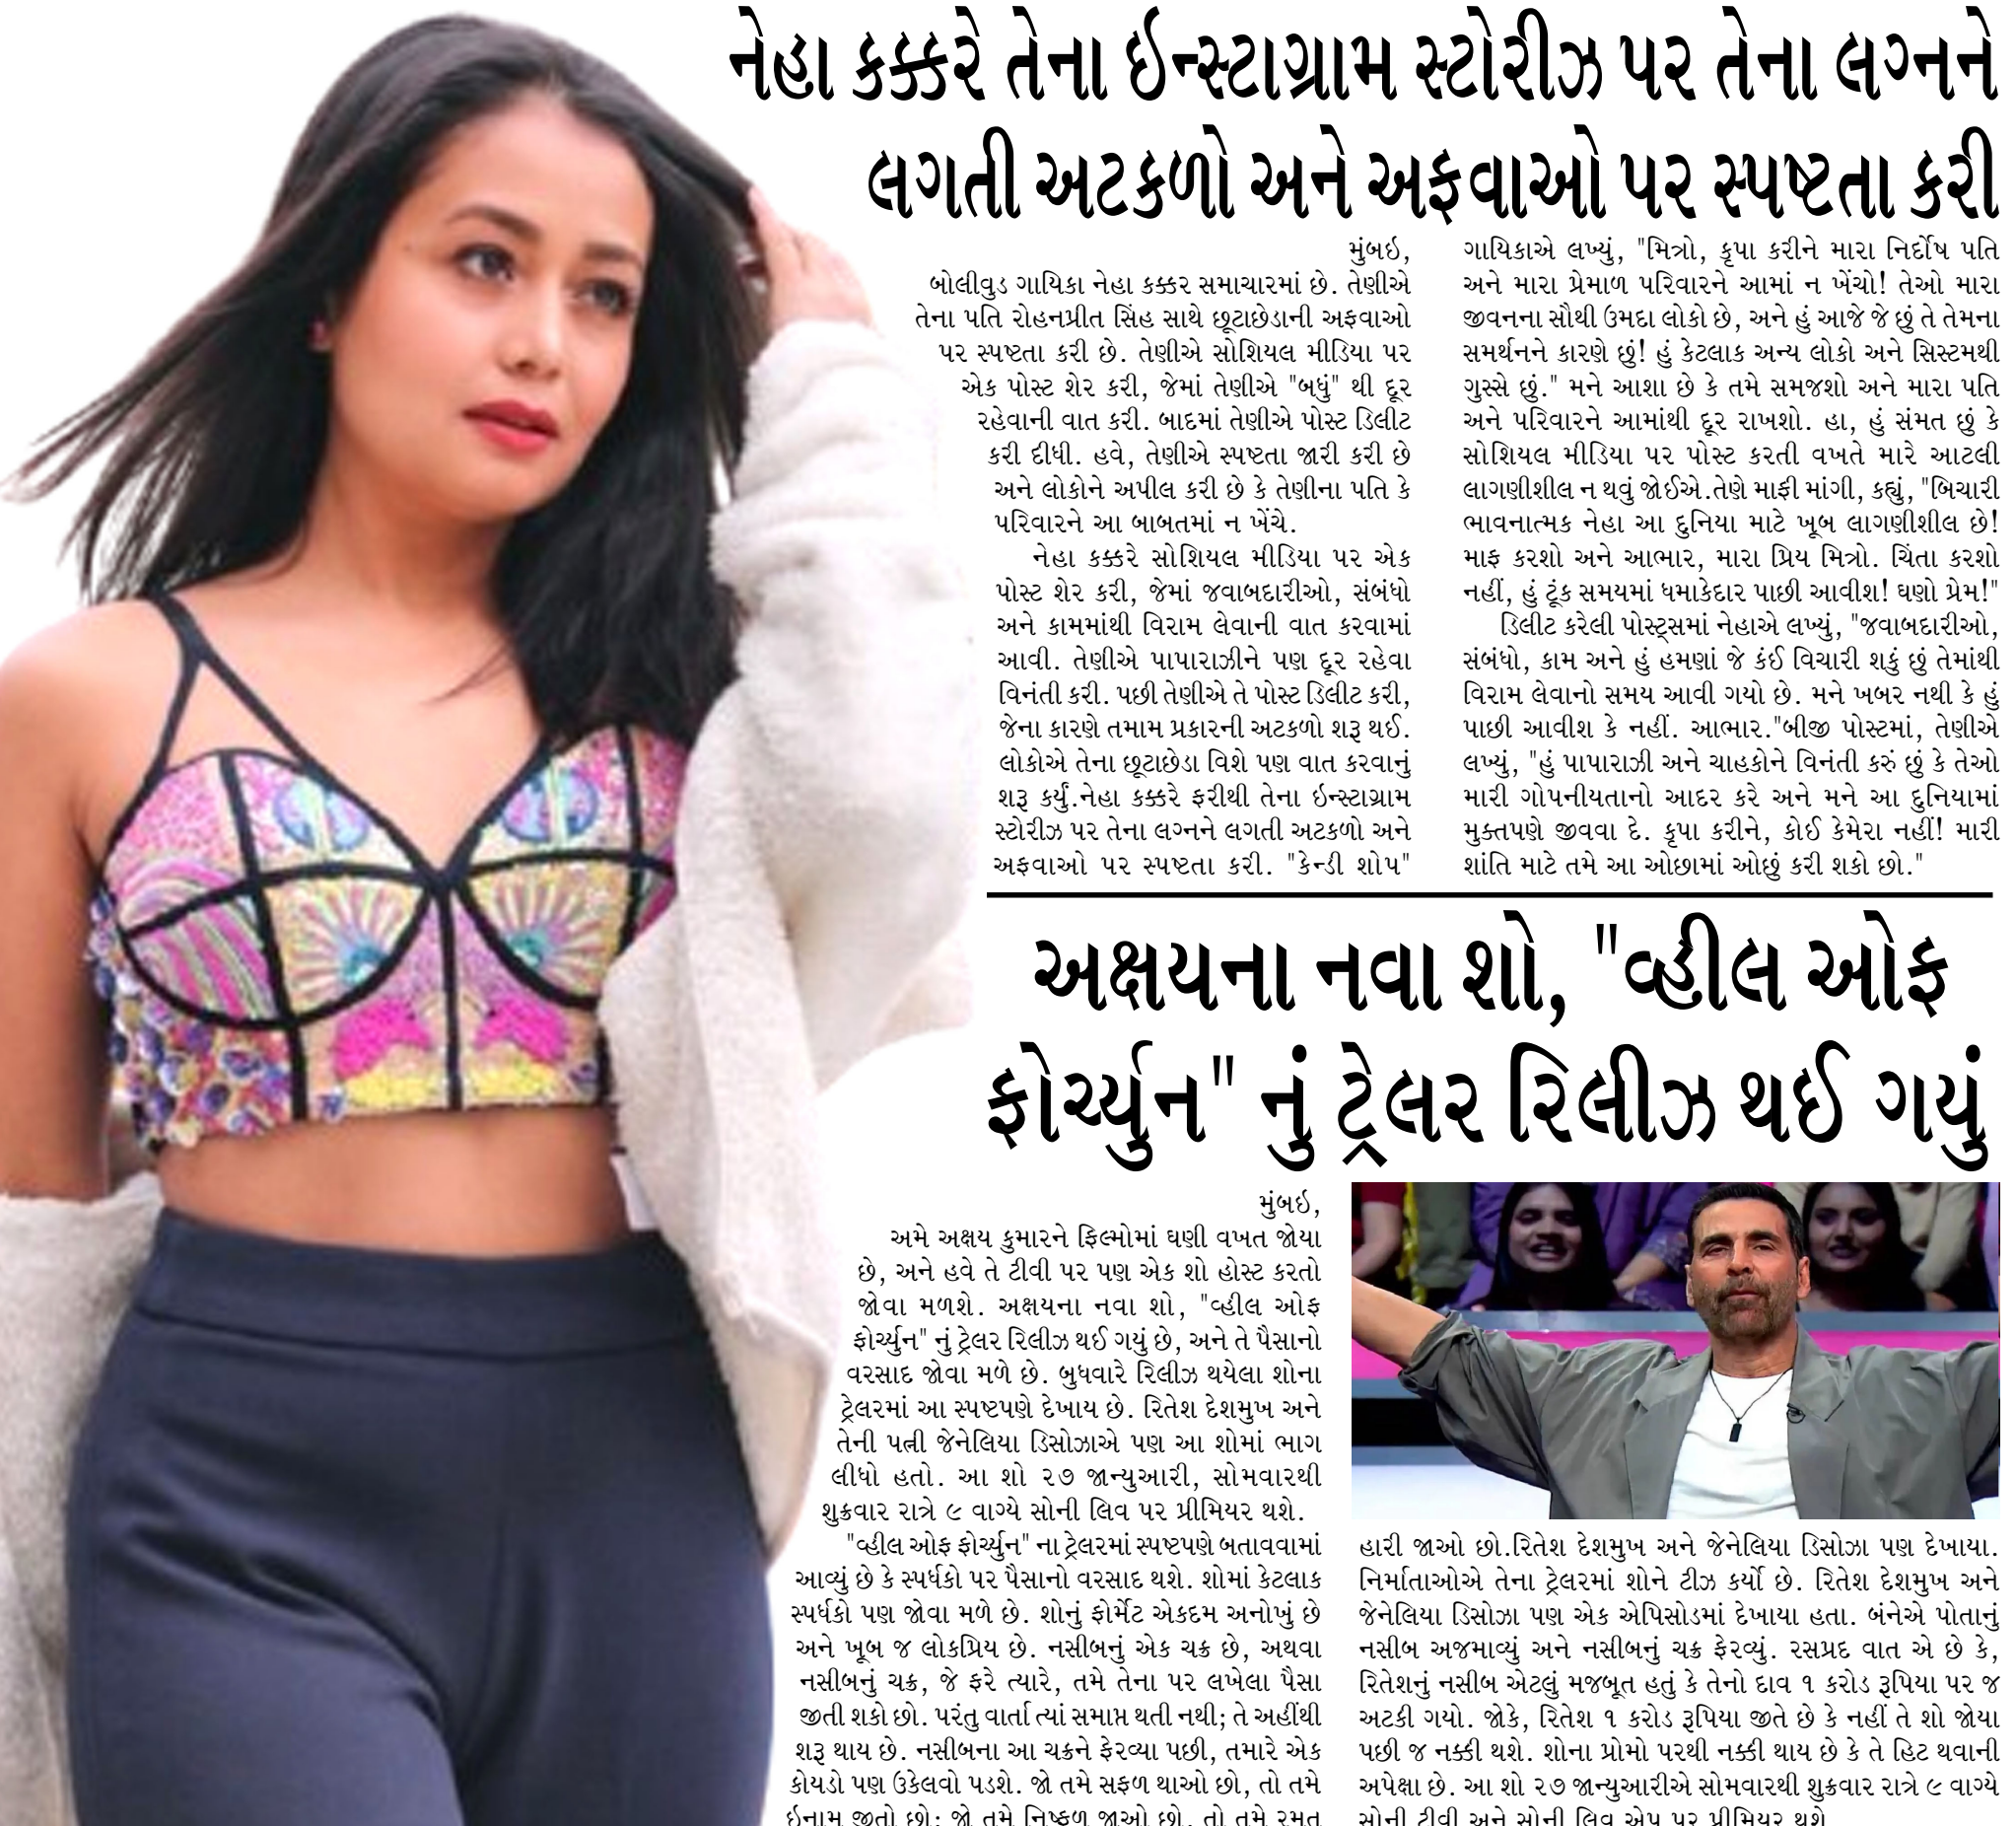 નેહા કક્કરે તેના ઇન્સ્ટાગ્રામ સ્ટોરીઝ પર તેના લગ્નને
લગતી અટકળો અને અફવાઓ પર સ્પષ્ટતા કરી
મુંબઇ,
બોલીવુડ ગાયિકા નેહા કક્કર સમાચારમાં છે. તેણીએ
તેના પતિ રોહનપ્રીત સિંહ સાથે છૂટાછેડાની અફવાઓ
પર સ્પષ્ટતા કરી છે. તેણીએ સોશિયલ મીડિયા પર
એક પોસ્ટ શેર કરી, જેમાં તેણીએ "બધું" થી દૂર
રહેવાની વાત કરી. બાદમાં તેણીએ પોસ્ટ ડિલીટ
કરી દીધી. હવે, તેણીએ સ્પષ્ટતા જારી કરી છે
અને લોકોને અપીલ કરી છે કે તેણીના પતિ કે
પરિવારને આ બાબતમાં ન ખેંચે.
નેહા કક્કરે સોશિયલ મીડિયા પર એક
પોસ્ટ શેર કરી, જેમાં જવાબદારીઓ, સંબંધો
અને કામમાંથી વિરામ લેવાની વાત કરવામાં
આવી. તેણીએ પાપારાઝીને પણ દૂર રહેવા
વિનંતી કરી. પછી તેણીએ તે પોસ્ટ ડિલીટ કરી,
જેના કારણે તમામ પ્રકારની અટકળો શરૂ થઈ.
લોકોએ તેના છૂટાછેડા વિશે પણ વાત કરવાનું
શરૂ કર્યું.નેહા કક્કરે ફરીથી તેના ઇન્સ્ટાગ્રામ
સ્ટોરીઝ પર તેના લગ્નને લગતી અટકળો અને
અફવાઓ પર સ્પષ્ટતા કરી. "કેન્ડી શોપ"
ગાયિકાએ લખ્યું, "મિત્રો, કૃપા કરીને મારા નિર્દોષ પતિ
અને મારા પ્રેમાળ પરિવારને આમાં ન ખેંચો! તેઓ મારા
જીવનના સૌથી ઉમદા લોકો છે, અને હું આજે જે છું તે તેમના
સમર્થનને કારણે છું! હું કેટલાક અન્ય લોકો અને સિસ્ટમથી
ગુસ્સે છું." મને આશા છે કે તમે સમજશો અને મારા પતિ
અને પરિવારને આમાંથી દૂર રાખશો. હા, હું સંમત છું કે
સોશિયલ મીડિયા પર પોસ્ટ કરતી વખતે મારે આટલી
લાગણીશીલ ન થવું જોઈએ.તેણે માફી માંગી, કહ્યું, "બિચારી
ભાવનાત્મક નેહા આ દુનિયા માટે ખૂબ લાગણીશીલ છે!
માફ કરશો અને આભાર, મારા પ્રિય મિત્રો. ચિંતા કરશો
નહીં, હું ટૂંક સમયમાં ધમાકેદાર પાછી આવીશ! ઘણો પ્રેમ!"
ડિલીટ કરેલી પોસ્ટ્સમાં નેહાએ લખ્યું, "જવાબદારીઓ,
સંબંધો, કામ અને હું હમણાં જે કંઈ વિચારી શકું છું તેમાંથી
વિરામ લેવાનો સમય આવી ગયો છે. મને ખબર નથી કે હું
પાછી આવીશ કે નહીં. આભાર."બીજી પોસ્ટમાં, તેણીએ
લખ્યું, "હું પાપારાઝી અને ચાહકોને વિનંતી કરું છું કે તેઓ
મારી ગોપનીયતાનો આદર કરે અને મને આ દુનિયામાં
મુક્તપણે જીવવા દે. કૃપા કરીને, કોઈ કેમેરા નહીં! મારી
શાંતિ માટે તમે આ ઓછામાં ઓછું કરી શકો છો."
અક્ષયના નવા શો, "વ્હીલ ઓફ
ફોર્ચ્યુન" નું ટ્રેલર રિલીઝ થઈ ગયું
મુંબઇ,
અમે અક્ષય કુમારને ફિલ્મોમાં ઘણી વખત જોયા
છે, અને હવે તે ટીવી પર પણ એક શો હોસ્ટ કરતો
જોવા મળશે. અક્ષયના નવા શો, "વ્હીલ ઓફ
ફોર્ચ્યુન" નું ટ્રેલર રિલીઝ થઈ ગયું છે, અને તે પૈસાનો
વરસાદ જોવા મળે છે. બુધવારે રિલીઝ થયેલા શોના
ટ્રેલરમાં આ સ્પષ્ટપણે દેખાય છે. રિતેશ દેશમુખ અને
તેની પત્ની જેનેલિયા ડિસોઝાએ પણ આ શોમાં ભાગ
લીધો હતો. આ શો ૨૭ જાન્યુઆરી, સોમવારથી
શુક્રવાર રાત્રે ૯ વાગ્યે સોની લિવ પર પ્રીમિયર થશે.
"વ્હીલ ઓફ ફોર્ચ્યુન" ના ટ્રેલરમાં સ્પષ્ટપણે બતાવવામાં
આવ્યું છે કે સ્પર્ધકો પર પૈસાનો વરસાદ થશે. શોમાં કેટલાક
સ્પર્ધકો પણ જોવા મળે છે. શોનું ફોર્મેટ એકદમ અનોખું છે
અને ખૂબ જ લોકપ્રિય છે. નસીબનું એક ચક્ર છે, અથવા
નસીબનું ચક્ર, જે ફરે ત્યારે, તમે તેના પર લખેલા પૈસા
જીતી શકો છો. પરંતુ વાર્તા ત્યાં સમાપ્ત થતી નથી; તે અહીંથી
શરૂ થાય છે. નસીબના આ ચક્રને ફેરવ્યા પછી, તમારે એક
કોયડો પણ ઉકેલવો પડશે. જો તમે સફળ થાઓ છો, તો તમે
ઇનામ જીતો છો; જો તમે નિષ્ફળ જાઓ છો, તો તમે રમત
હારી જાઓ છો.રિતેશ દેશમુખ અને જેનેલિયા ડિસોઝા પણ દેખાયા.
નિર્માતાઓએ તેના ટ્રેલરમાં શોને ટીઝ કર્યો છે. રિતેશ દેશમુખ અને
જેનેલિયા ડિસોઝા પણ એક એપિસોડમાં દેખાયા હતા. બંનેએ પોતાનું
નસીબ અજમાવ્યું અને નસીબનું ચક્ર ફેરવ્યું. રસપ્રદ વાત એ છે કે,
રિતેશનું નસીબ એટલું મજબૂત હતું કે તેનો દાવ ૧ કરોડ રૂપિયા પર જ
અટકી ગયો. જોકે, રિતેશ ૧ કરોડ રૂપિયા જીતે છે કે નહીં તે શો જોયા
પછી જ નક્કી થશે. શોના પ્રોમો પરથી નક્કી થાય છે કે તે હિટ થવાની
અપેક્ષા છે. આ શો ૨૭ જાન્યુઆરીએ સોમવારથી શુક્રવાર રાત્રે ૯ વાગ્યે
સોની ટીવી અને સોની લિવ એપ પર પ્રીમિયર થશે